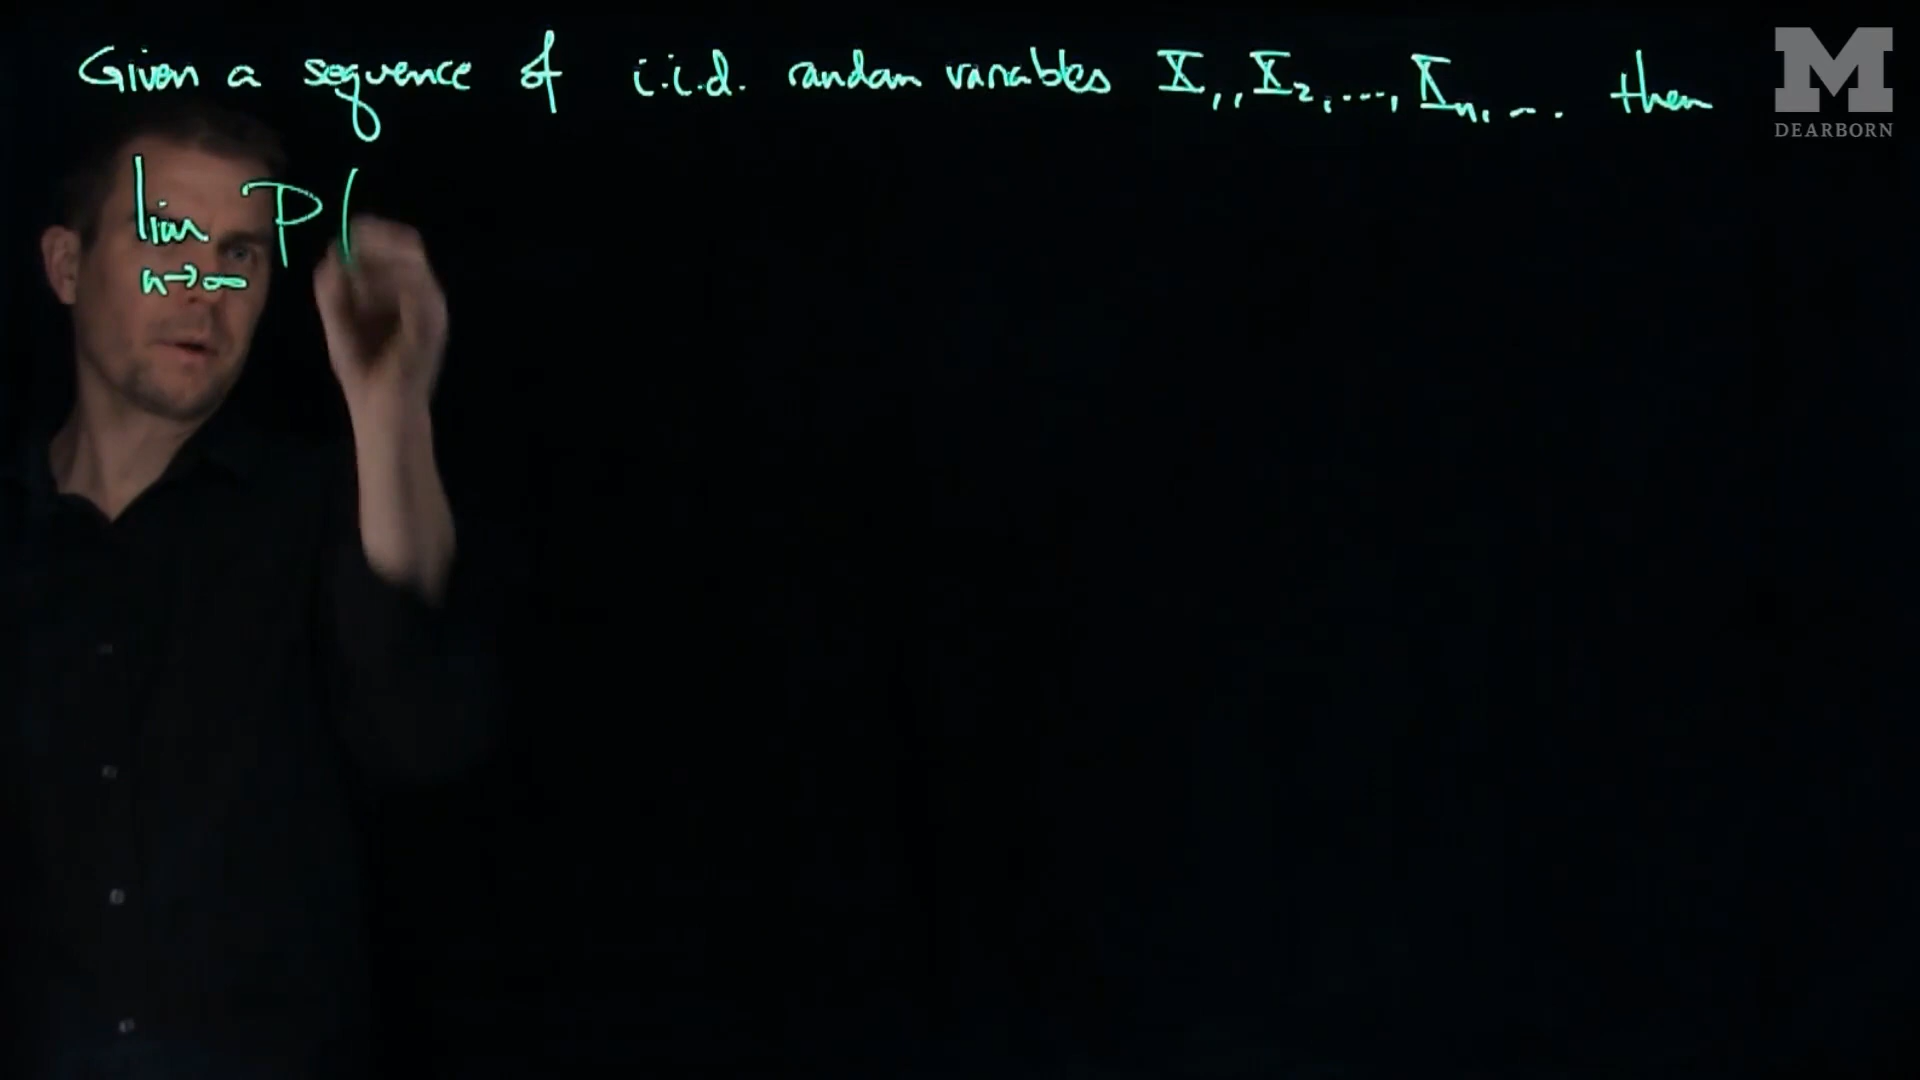 Given a sequence of i.i.d. random variables X₁, X₂, ..., Xₙ, ... then
lim P(
n→∞
M
DEARBORN